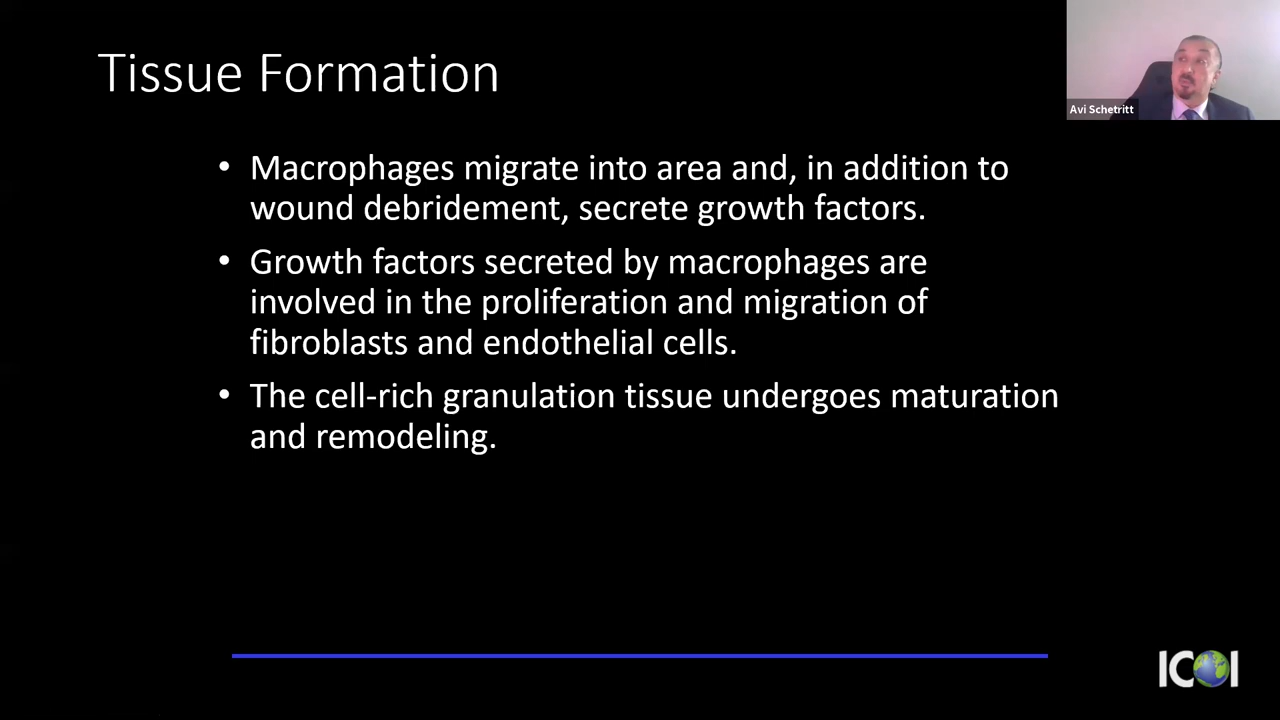 Tissue Formation
Avi Schetritt
• Macrophages migrate into area and, in addition to
wound debridement, secrete growth factors.
• Growth factors secreted by macrophages are
involved in the proliferation and migration of
fibroblasts and endothelial cells.
• The cell-rich granulation tissue undergoes maturation
and remodeling.
ICOI